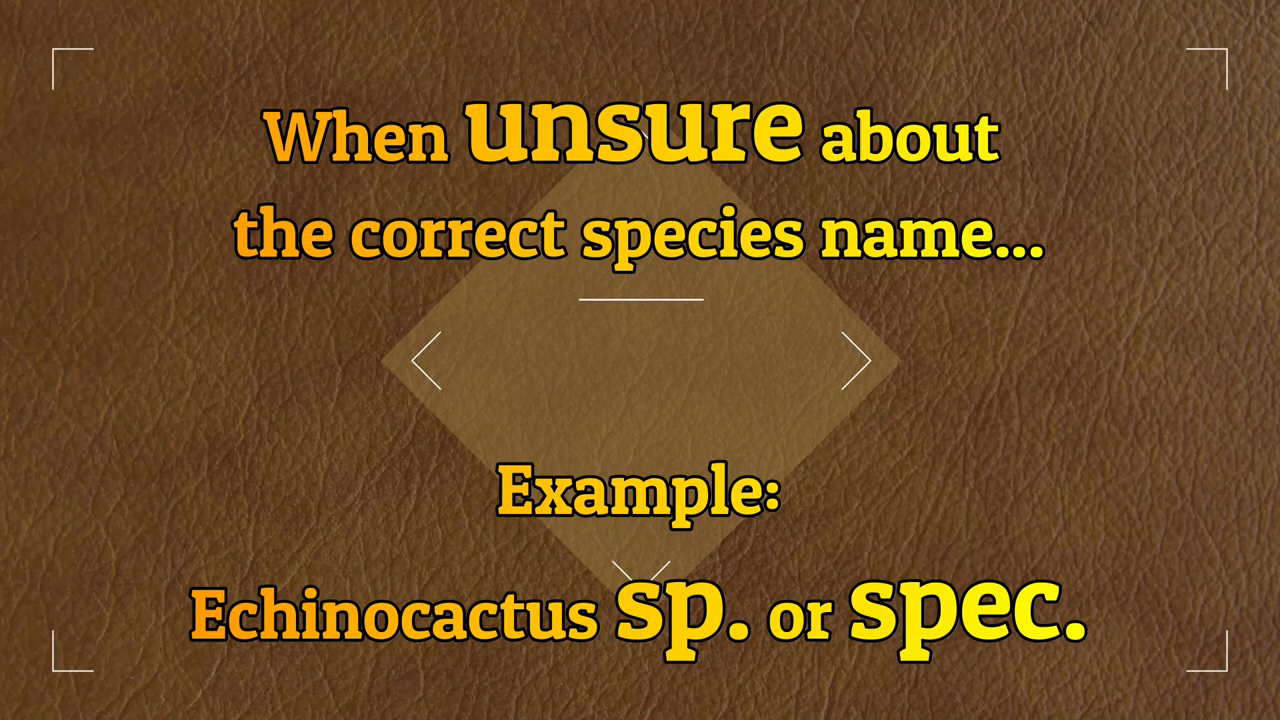 When unsure about
the correct species name...
Example:
Echinocactus sp. or spec.